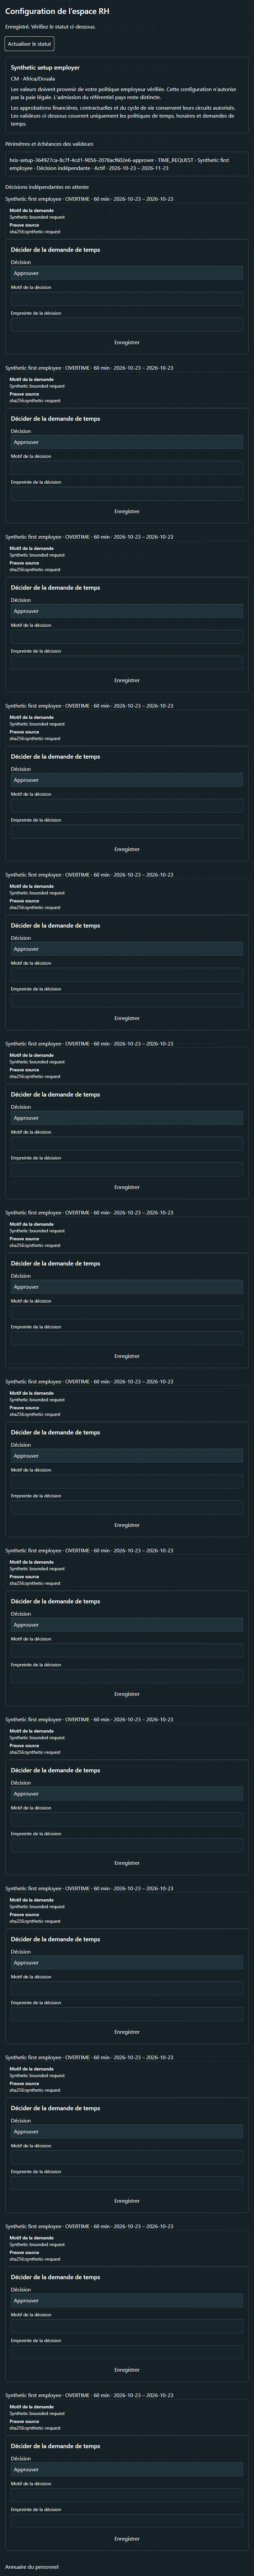 Configuration de l'espace RH
Enregistré. Vérifiez le statut ci-dessous.
Actualiser le statut
Synthetic setup employer
CM · Africa/Douala
Les valeurs doivent provenir de votre politique employeur vérifiée. Cette configuration n'autorise
pas la paie légale. L'admission du référentiel pays reste distincte.
Les approbations financières, contractuelles et du cycle de vie conservent leurs circuits autorisés.
Les valideurs ci-dessous couvrent uniquement les politiques de temps, horaires et demandes de
temps.
Périmètres et échéances des valideurs
hris-setup-364927ca-8c7f-4cd1-9056-2078acf602e6-approver · TIME_REQUEST · Synthetic first
employee · Décision indépendante · Actif · 2026-10-23 – 2026-11-23
Décisions indépendantes en attente
Synthetic first employee · OVERTIME · 60 min · 2026-10-23 – 2026-10-23
Motif de la demande
Synthetic bounded request
Preuve source
sha256:synthetic-request
Décider de la demande de temps
Décision
Approuver
Motif de la décision
Empreinte de la décision
Enregistrer
Synthetic first employee · OVERTIME · 60 min · 2026-10-23 – 2026-10-23
Motif de la demande
Synthetic bounded request
Preuve source
sha256:synthetic-request
Décider de la demande de temps
Décision
Approuver
Motif de la décision
Empreinte de la décision
Enregistrer
Synthetic first employee · OVERTIME · 60 min · 2026-10-23 – 2026-10-23
Motif de la demande
Synthetic bounded request
Preuve source
sha256:synthetic-request
Décider de la demande de temps
Décision
Approuver
Motif de la décision
Empreinte de la décision
Enregistrer
Synthetic first employee · OVERTIME · 60 min · 2026-10-23 – 2026-10-23
Motif de la demande
Synthetic bounded request
Preuve source
sha256:synthetic-request
Décider de la demande de temps
Décision
Approuver
Motif de la décision
Empreinte de la décision
Enregistrer
Synthetic first employee · OVERTIME · 60 min · 2026-10-23 – 2026-10-23
Motif de la demande
Synthetic bounded request
Preuve source
sha256:synthetic-request
Décider de la demande de temps
Décision
Approuver
Motif de la décision
Empreinte de la décision
Enregistrer
Synthetic first employee · OVERTIME · 60 min · 2026-10-23 – 2026-10-23
Motif de la demande
Synthetic bounded request
Preuve source
sha256:synthetic-request
Décider de la demande de temps
Décision
Approuver
Motif de la décision
Empreinte de la décision
Enregistrer
Synthetic first employee · OVERTIME · 60 min · 2026-10-23 – 2026-10-23
Motif de la demande
Synthetic bounded request
Preuve source
sha256:synthetic-request
Décider de la demande de temps
Décision
Approuver
Motif de la décision
Empreinte de la décision
Enregistrer
Synthetic first employee · OVERTIME · 60 min · 2026-10-23 – 2026-10-23
Motif de la demande
Synthetic bounded request
Preuve source
sha256:synthetic-request
Décider de la demande de temps
Décision
Approuver
Motif de la décision
Empreinte de la décision
Enregistrer
Synthetic first employee · OVERTIME · 60 min · 2026-10-23 – 2026-10-23
Motif de la demande
Synthetic bounded request
Preuve source
sha256:synthetic-request
Décider de la demande de temps
Décision
Approuver
Motif de la décision
Empreinte de la décision
Enregistrer
Synthetic first employee · OVERTIME · 60 min · 2026-10-23 – 2026-10-23
Motif de la demande
Synthetic bounded request
Preuve source
sha256:synthetic-request
Décider de la demande de temps
Décision
Approuver
Motif de la décision
Empreinte de la décision
Enregistrer
Synthetic first employee · OVERTIME · 60 min · 2026-10-23 – 2026-10-23
Motif de la demande
Synthetic bounded request
Preuve source
sha256:synthetic-request
Décider de la demande de temps
Décision
Approuver
Motif de la décision
Empreinte de la décision
Enregistrer
Synthetic first employee · OVERTIME · 60 min · 2026-10-23 – 2026-10-23
Motif de la demande
Synthetic bounded request
Preuve source
sha256:synthetic-request
Décider de la demande de temps
Décision
Approuver
Motif de la décision
Empreinte de la décision
Enregistrer
Synthetic first employee · OVERTIME · 60 min · 2026-10-23 – 2026-10-23
Motif de la demande
Synthetic bounded request
Preuve source
sha256:synthetic-request
Décider de la demande de temps
Décision
Approuver
Motif de la décision
Empreinte de la décision
Enregistrer
Synthetic first employee · OVERTIME · 60 min · 2026-10-23 – 2026-10-23
Motif de la demande
Synthetic bounded request
Preuve source
sha256:synthetic-request
Décider de la demande de temps
Décision
Approuver
Motif de la décision
Empreinte de la décision
Enregistrer
Annuaire du personnel